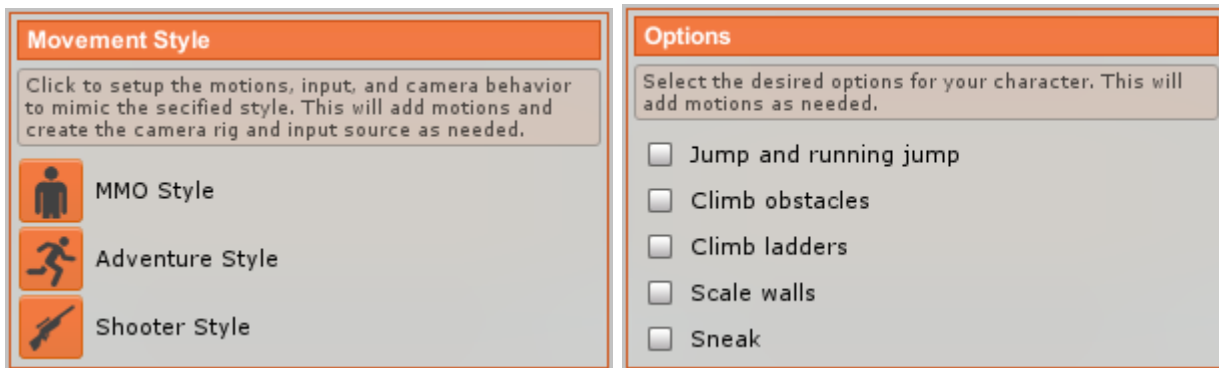 Movement Style
Click to setup the motions, input, and camera behavior
to mimic the secified style. This will add motions and
create the camera rig and input source as needed.
MMO Style
Adventure Style
Shooter Style
Options
Select the desired options for your character. This will
add motions as needed.
Jump and running jump
Climb obstacles
Climb ladders
Scale walls
Sneak